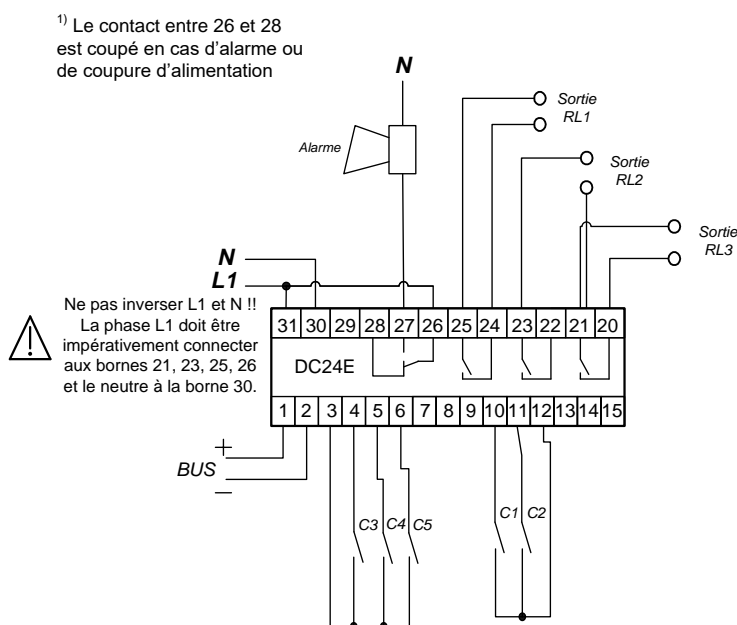 1) Le contact entre 26 et 28
est coupé en cas d’alarme ou
de coupure d’alimentation
N
Alarme
Sortie
RL1
Sortie
RL2
Sortie
RL3
N
L1
Ne pas inverser L1 et N !!
La phase L1 doit être
impérativement connecter
aux bornes 21, 23, 25, 26
et le neutre à la borne 30.
31 30 29 28 27 26 25 24 23 22 21 20
DC24E
1 2 3 4 5 6 7 8 9 10 11 12 13 14 15
+
BUS
–
C3 C4 C5
C1 C2